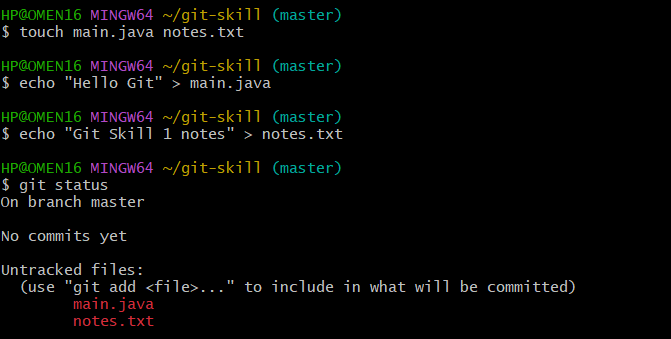 HP@OMEN16 MINGW64 ~/git-skill (master)
$ touch main.java notes.txt
HP@OMEN16 MINGW64 ~/git-skill (master)
$ echo "Hello Git" > main.java
HP@OMEN16 MINGW64 ~/git-skill (master)
$ echo "Git Skill 1 notes" > notes.txt
HP@OMEN16 MINGW64 ~/git-skill (master)
$ git status
On branch master
No commits yet
Untracked files:
(use "git add <file>..." to include in what will be committed)
main.java
notes.txt